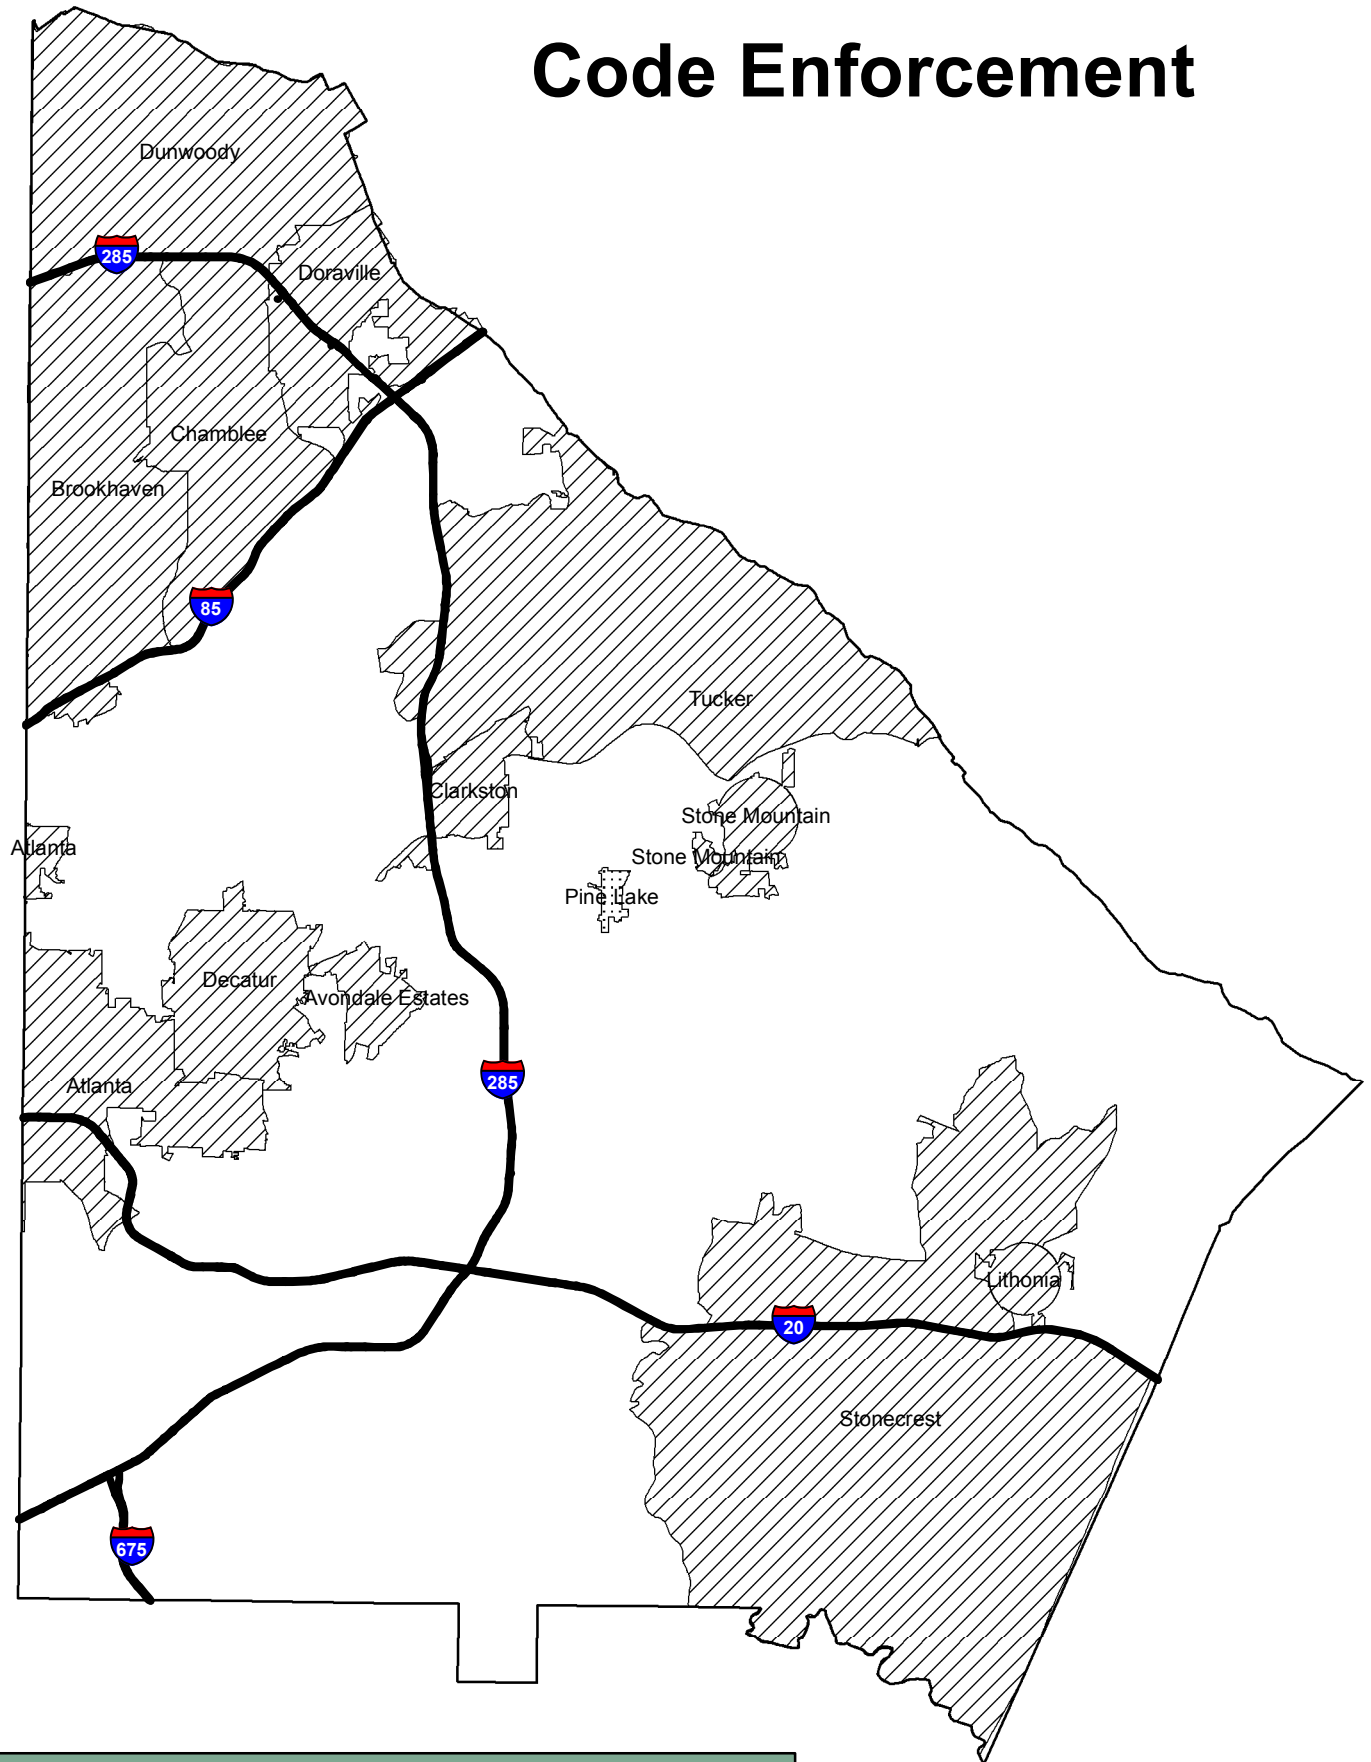 Code Enforcement
Dunwoody
285
Doraville
Chamblee
Brookhaven
85
Tucker
Clarkston
Stone Mountain
Atlanta
Stone Mountain
Pine Lake
Decatur
Avondale Estates
285
Atlanta
Lithonia
20
Stonecrest
675